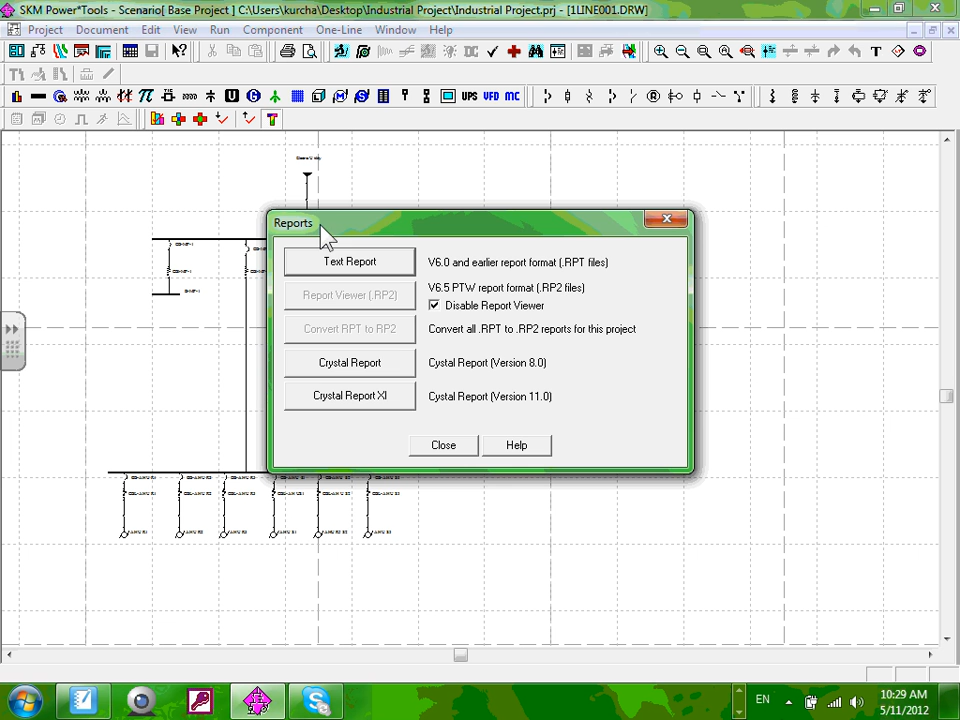 SKM Power*Tools - Scenario[ Base Project ] C:\Users\kurcha\Desktop\Industrial Project\Industrial Project.prj - [1LINE001.DRW]
Project Document Edit View Run Component One-Line Window Help
UPS VFD MC
Reports
Text Report V6.0 and earlier report format (.RPT files)
V6.5 PTW report format (.RP2 files)
Report Viewer (.RP2)
Disable Report Viewer
Convert RPT to RP2 Convert all .RPT to .RP2 reports for this project
Crystal Report Cystal Report (Version 8.0)
Crystal Report XI Cystal Report (Version 11.0)
Close Help
EN
10:29 AM
5/11/2012